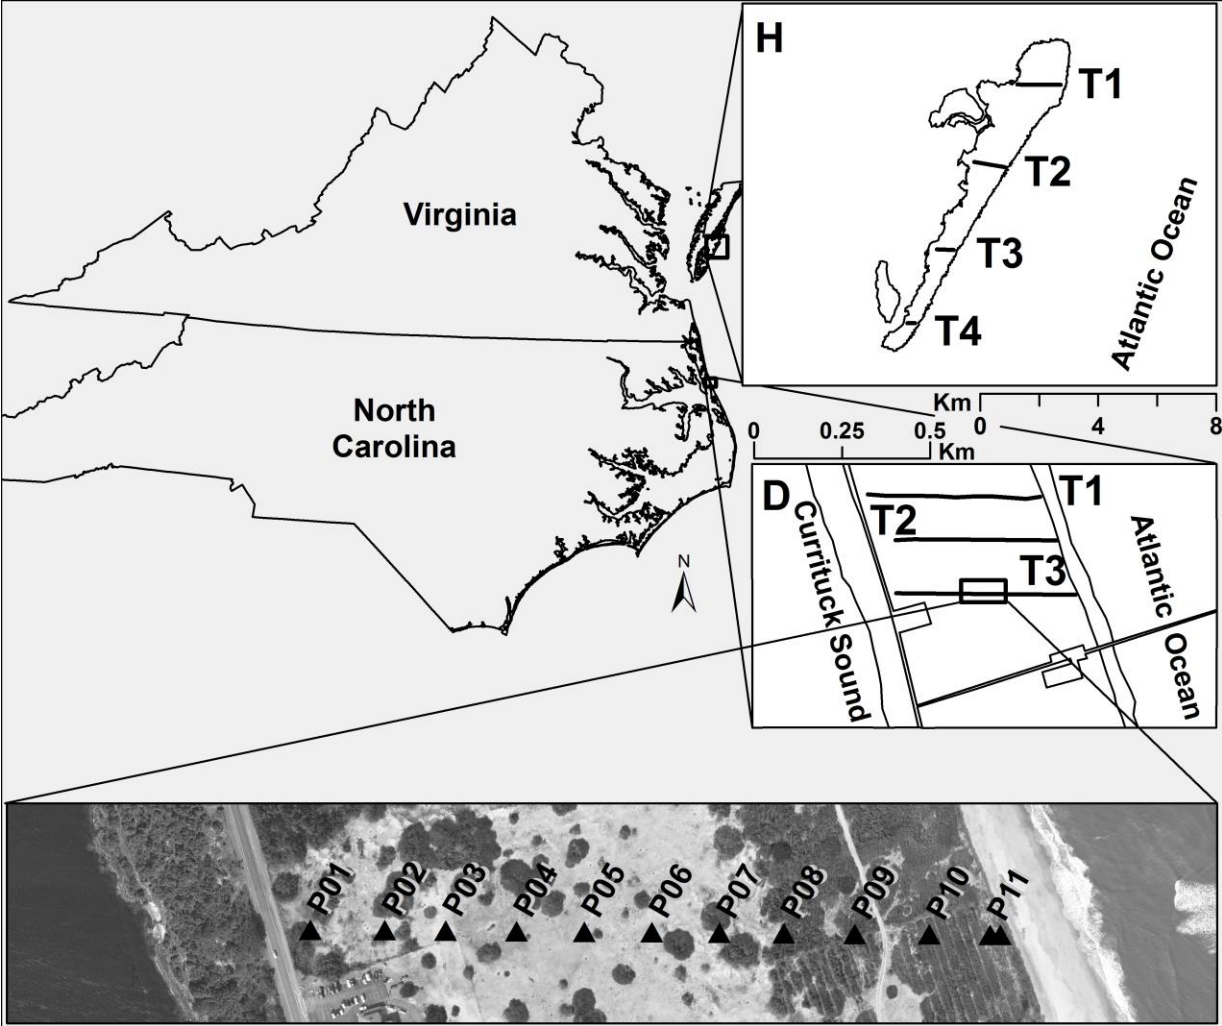 H
T1
T2
T3
T4
Atlantic Ocean
Virginia
North
Carolina
N
Km
0 4 8
0 0.25 0.5
Km
D
T1
T2
T3
Currituck Sound
Atlantic Ocean
P01
P02
P03
P04
P05
P06
P07
P08
P09
P10
P11